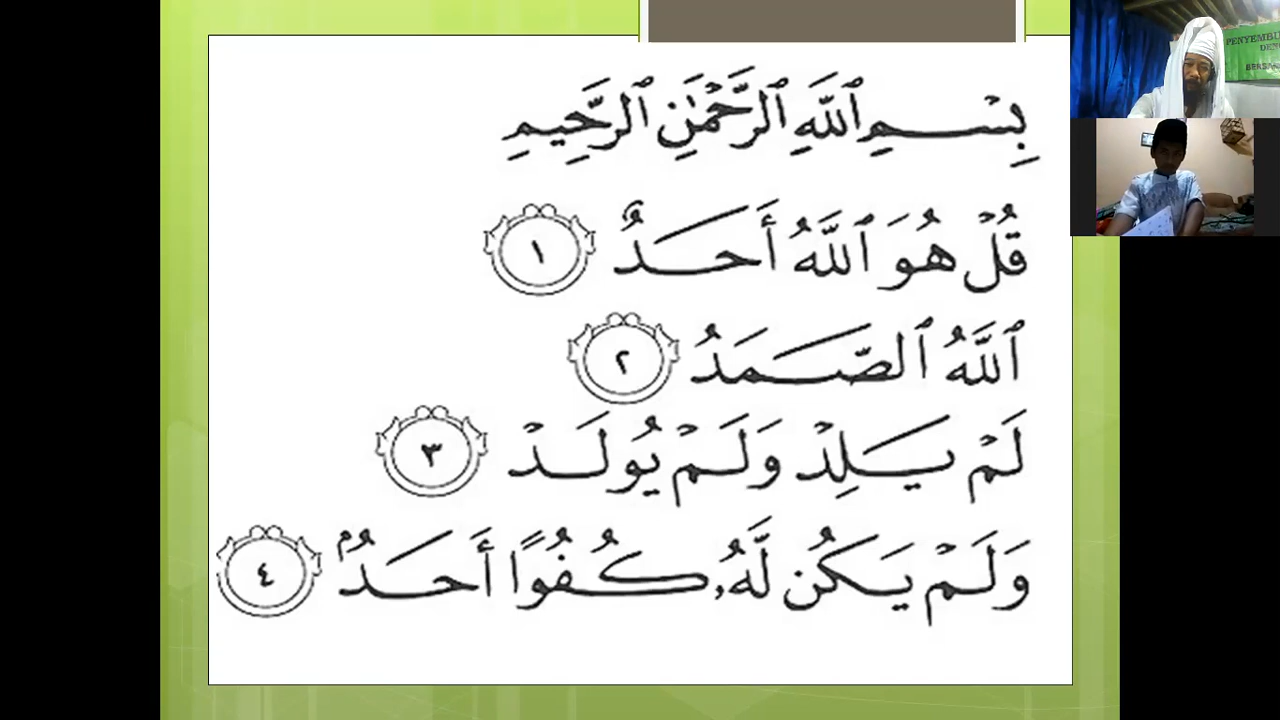 بِسْمِ ٱللَّهِ ٱلرَّحْمَٰنِ ٱلرَّحِيمِ
قُلْ هُوَ ٱللَّهُ أَحَدٌ ١
ٱللَّهُ ٱلصَّمَدُ ٢
لَمْ يَلِدْ وَلَمْ يُولَدْ ٣
وَلَمْ يَكُن لَّهُۥ كُفُوًا أَحَدٌۢ ٤